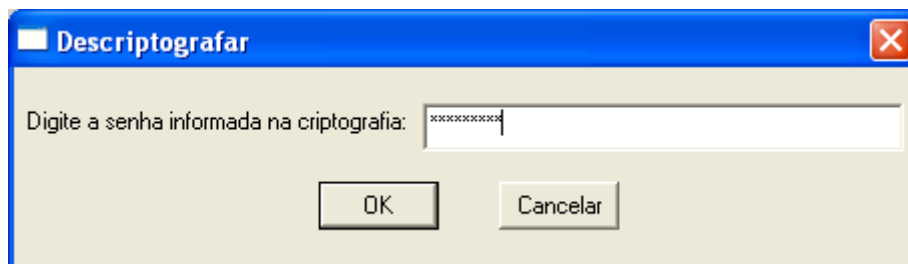 Descriptografar
Digite a senha informada na criptografia: *********
OK Cancelar